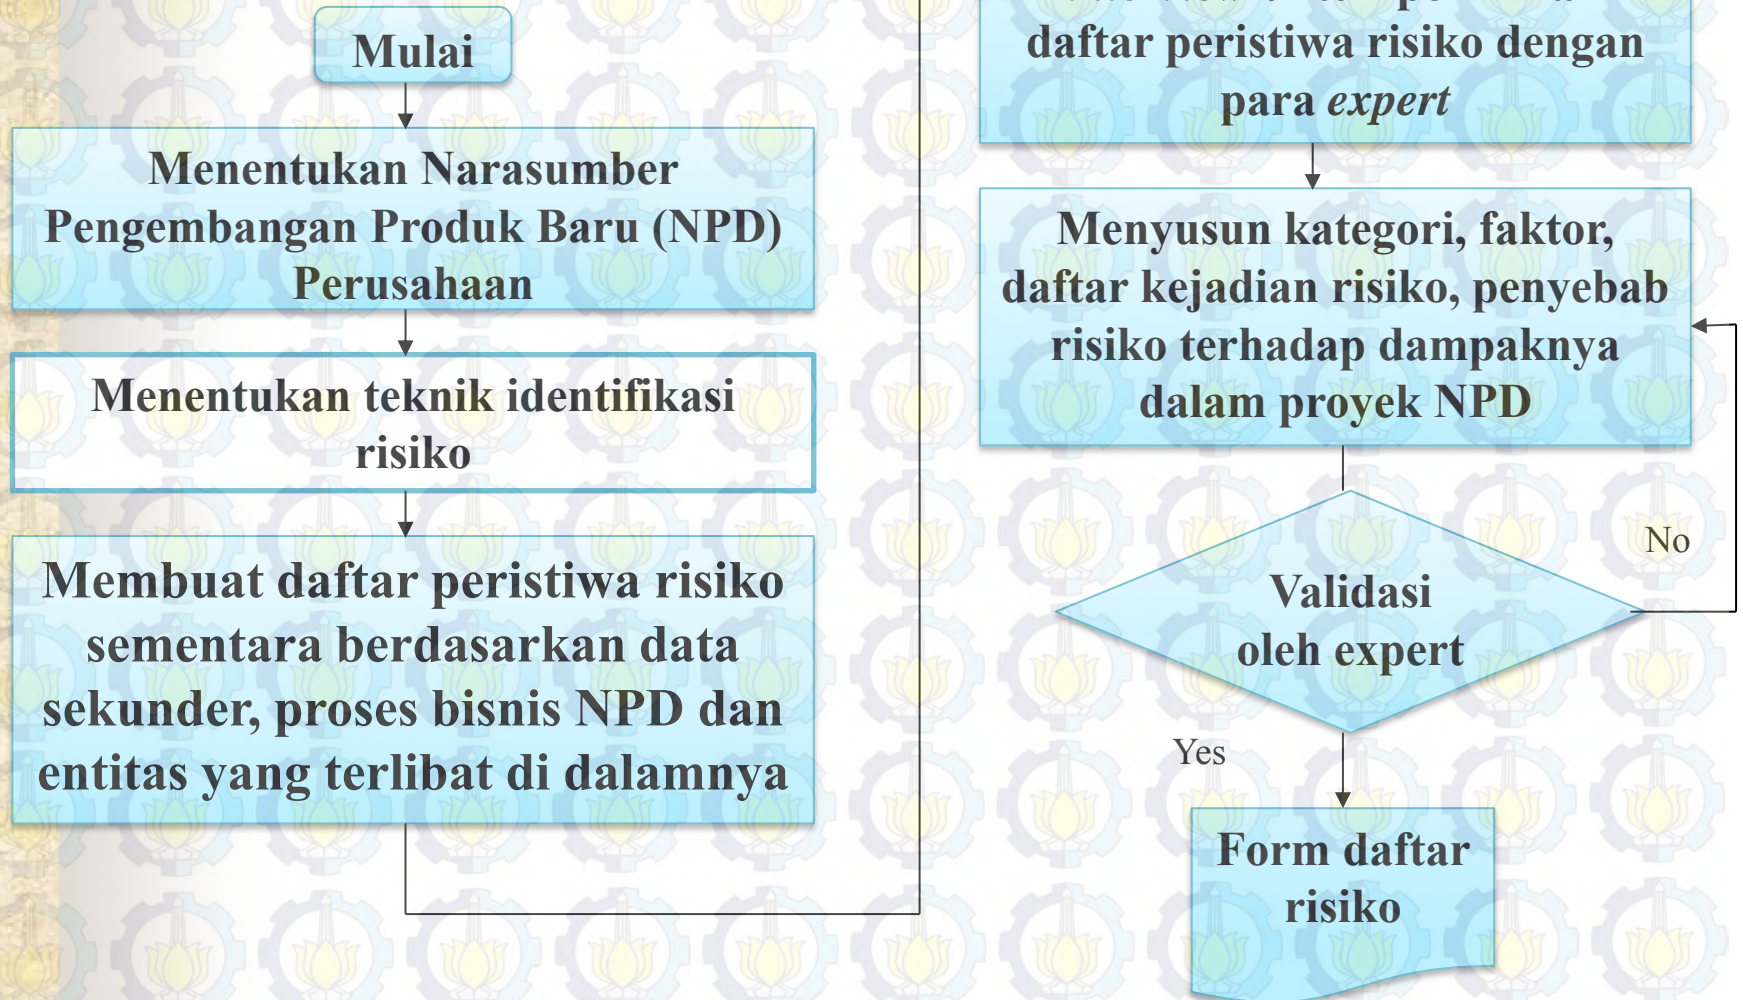 Mulai
Menentukan Narasumber
Pengembangan Produk Baru (NPD)
Perusahaan
Menentukan teknik identifikasi
risiko
Membuat daftar peristiwa risiko
sementara berdasarkan data
sekunder, proses bisnis NPD dan
entitas yang terlibat di dalamnya
daftar peristiwa risiko dengan
para expert
Menyusun kategori, faktor,
daftar kejadian risiko, penyebab
risiko terhadap dampaknya
dalam proyek NPD
No
Validasi
oleh expert
Yes
Form daftar
risiko